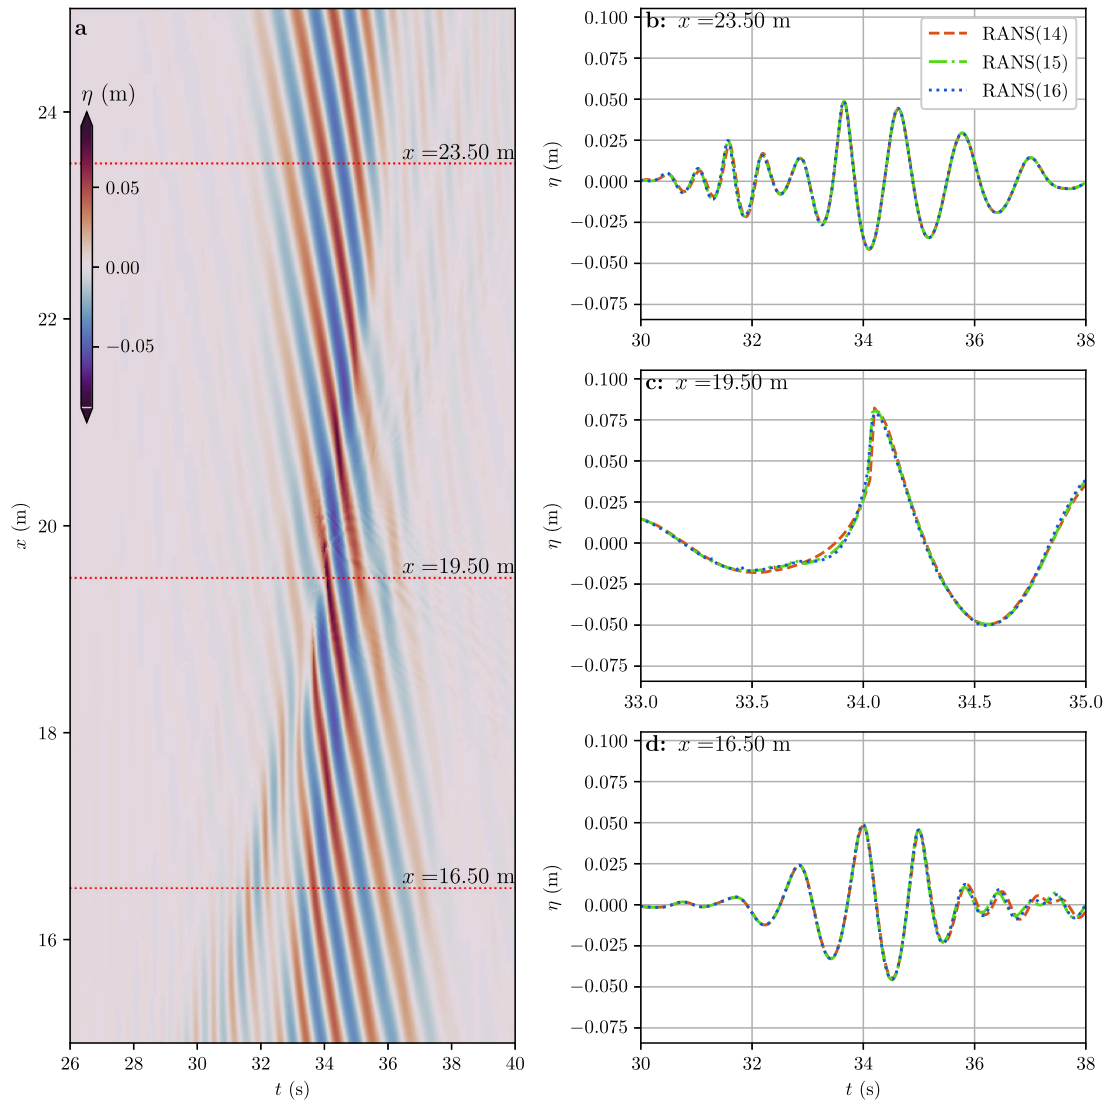 a
η (m)
0.05
0.00
−0.05
x =23.50 m
x =19.50 m
x =16.50 m
24
22
20
18
16
x (m)
26 28 30 32 34 36 38 40
t (s)
b: x =23.50 m
RANS(14)
RANS(15)
RANS(16)
0.100
0.075
0.050
0.025
0.000
−0.025
−0.050
−0.075
η (m)
30 32 34 36 38
c: x =19.50 m
0.100
0.075
0.050
0.025
0.000
−0.025
−0.050
−0.075
η (m)
33.0 33.5 34.0 34.5 35.0
d: x =16.50 m
0.100
0.075
0.050
0.025
0.000
−0.025
−0.050
−0.075
η (m)
30 32 34 36 38
t (s)